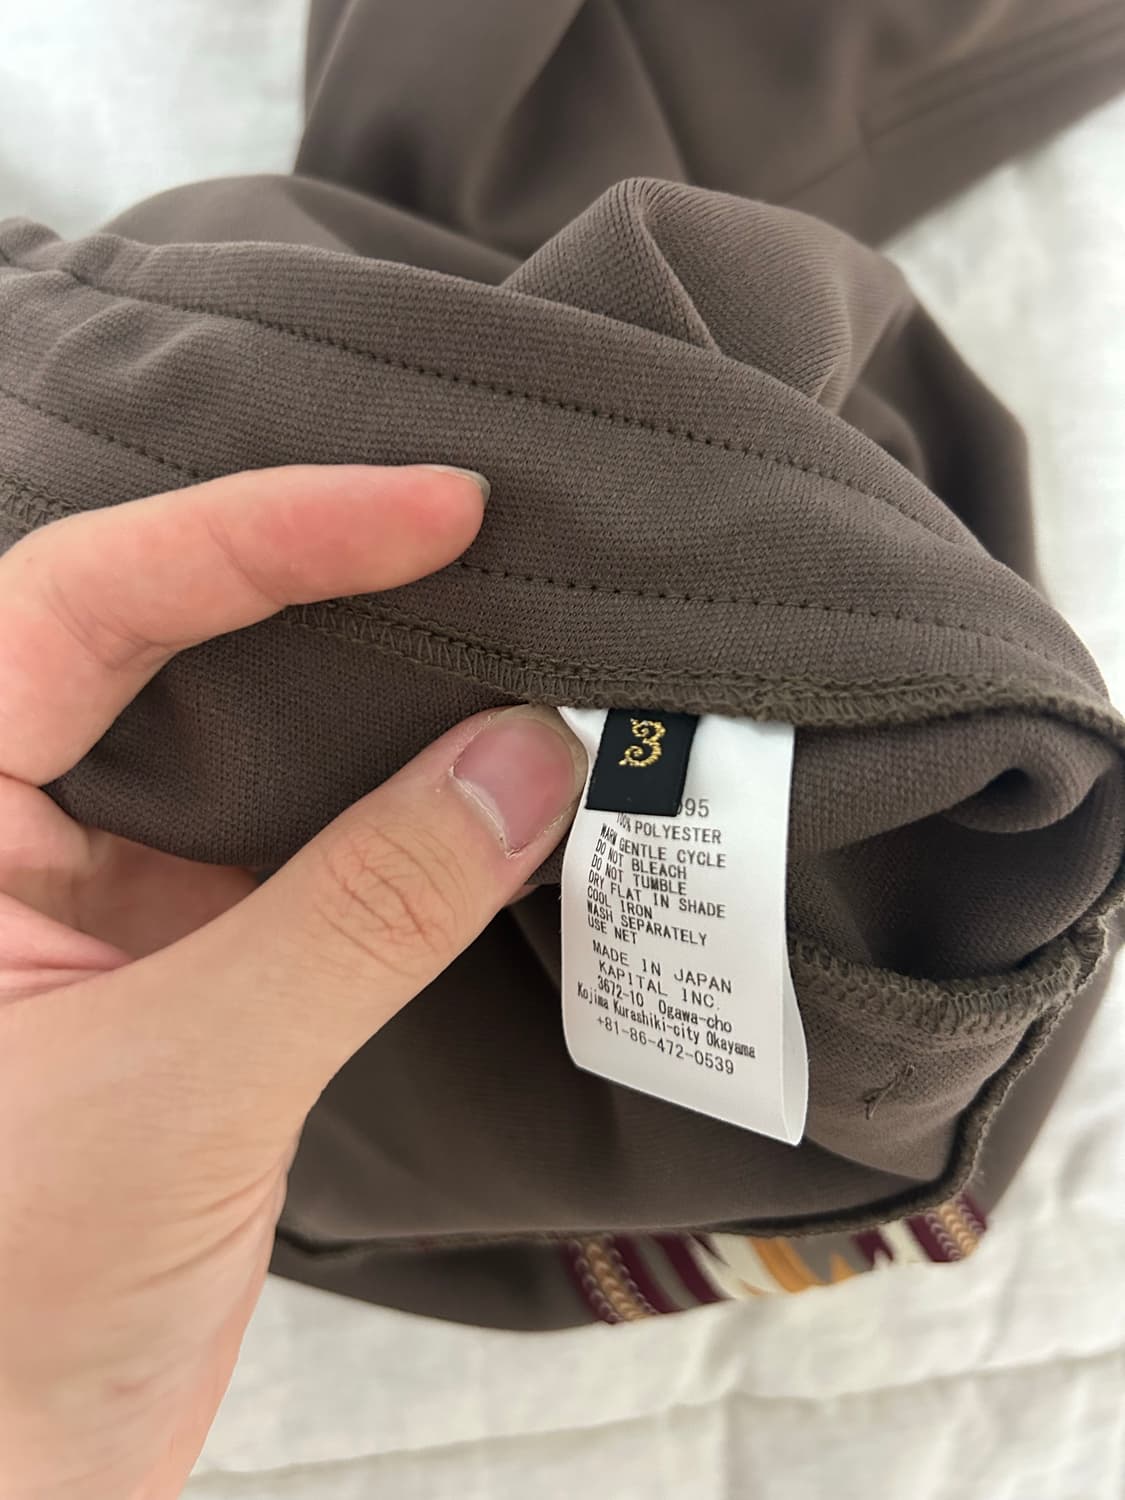 3
95
100% POLYESTER
WARM GENTLE CYCLE
DO NOT BLEACH
DO NOT TUMBLE
DRY FLAT IN SHADE
COOL IRON
WASH SEPARATELY
USE NET
MADE IN JAPAN
KAPITAL INC.
3672-10 Ogawa-cho
Kojima Kurashiki-city Okayama
+81-86-472-0539